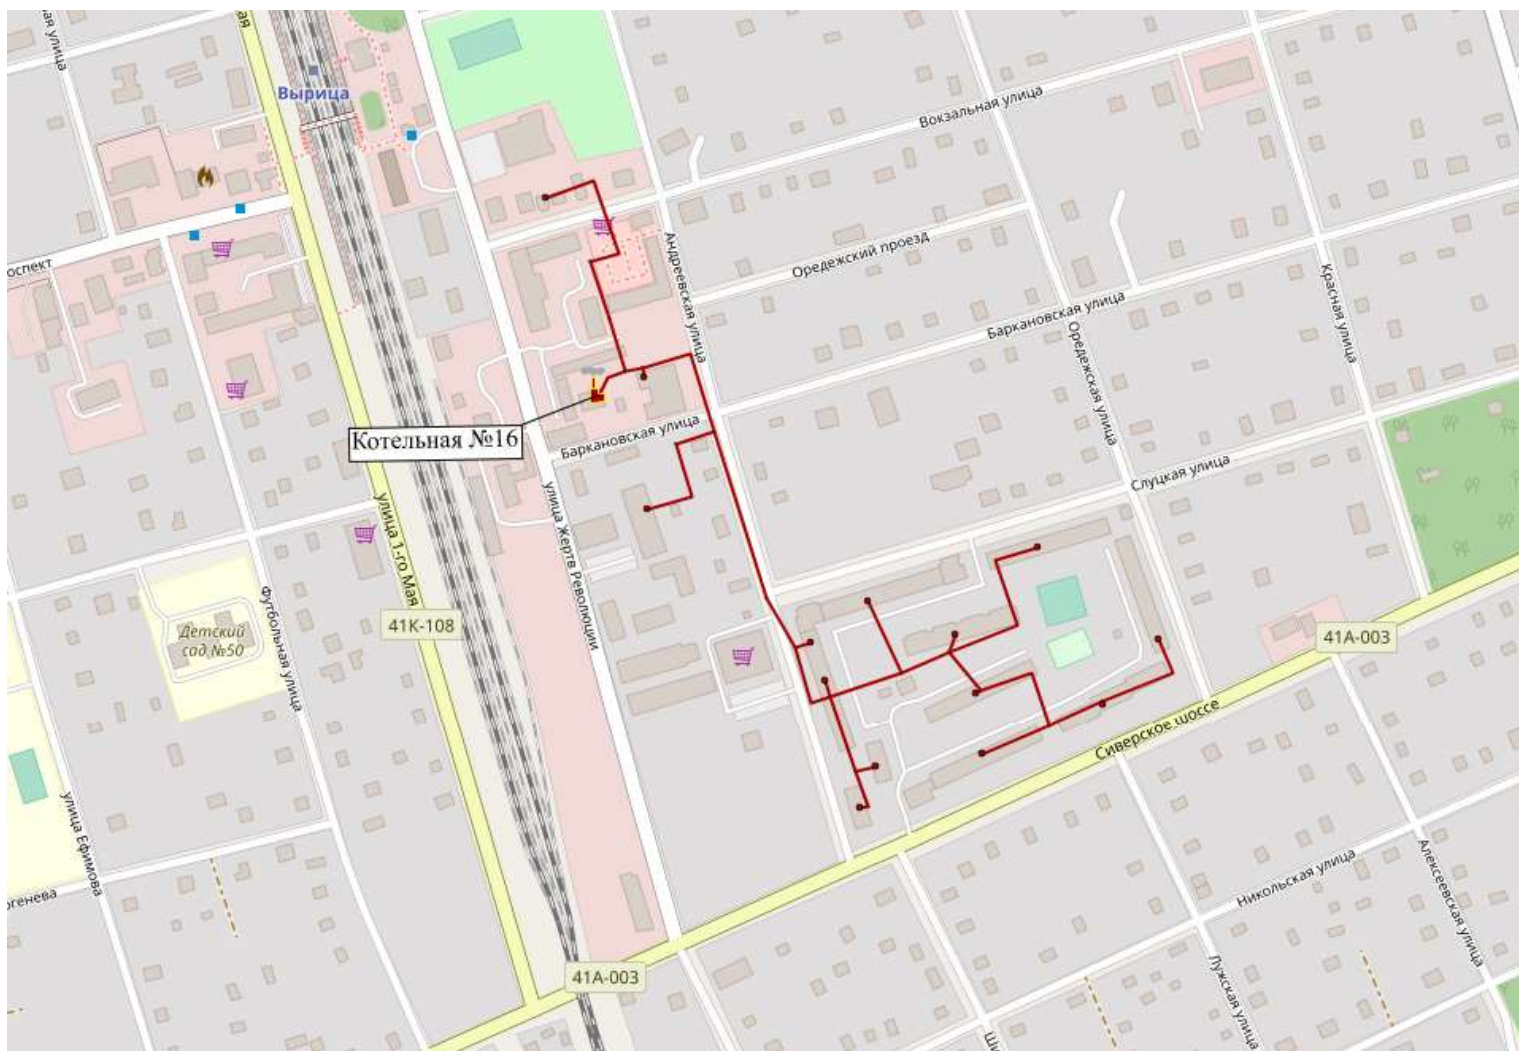 Вырица
Вокзальная улица
Андреевская улица
Оредежский проезд
Красная улица
Баркановская улица
Оредежская улица
Котельная №16
Баркановская улица
Слуцкая улица
улица 1-го Мая
улица Жертв Революции
Футбольная улица
41К-108
Детский
сад №50
41А-003
Сиверское шоссе
улица Ефимова
Никольская улица
Алексеевская улица
Лужская улица
41А-003